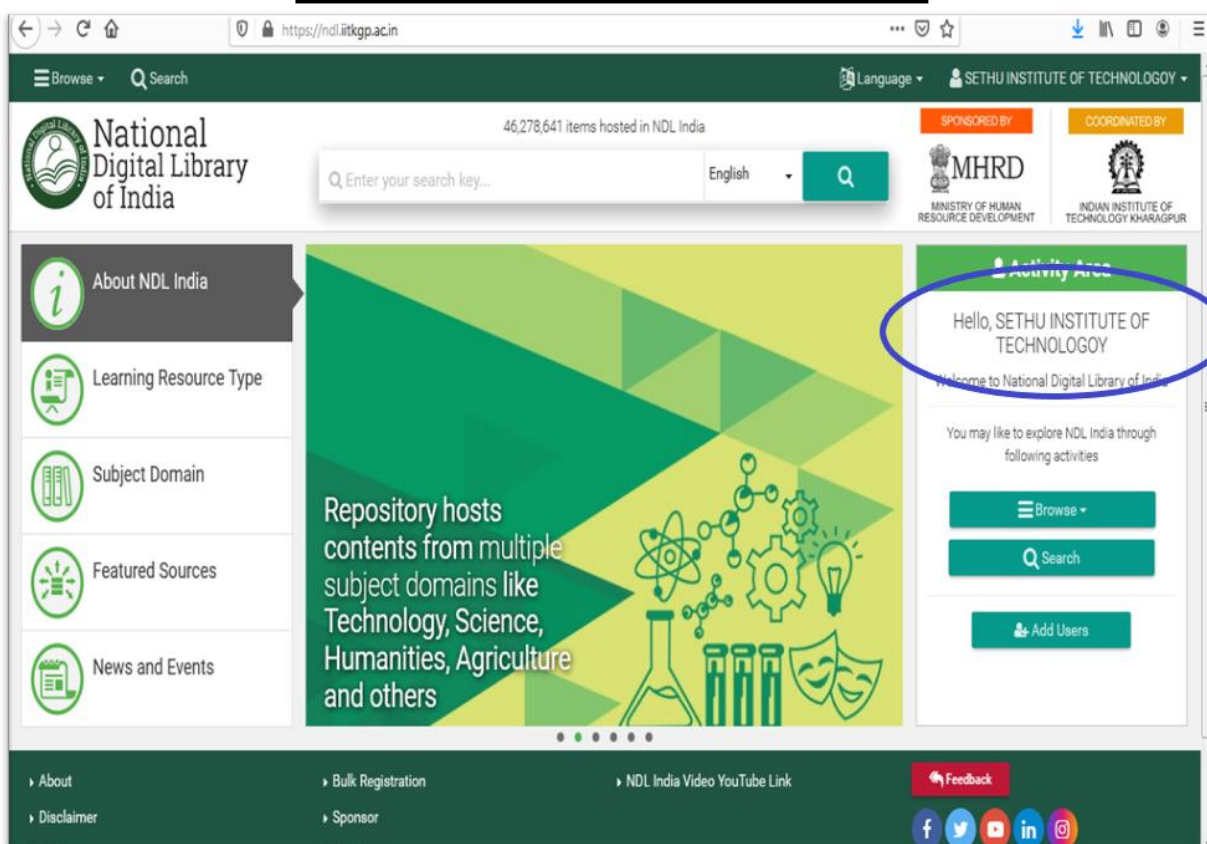 https://ndl.iitkgp.ac.in
Browse
Search
Language
SETHU INSTITUTE OF TECHNOLOGOY
National Digital Library of India
National
Digital Library
of India
46,278,641 items hosted in NDL India
Enter your search key...
English
SPONSORED BY
MHRD
MINISTRY OF HUMAN
RESOURCE DEVELOPMENT
COORDINATED BY
INDIAN INSTITUTE OF
TECHNOLOGY KHARAGPUR
About NDL India
Learning Resource Type
Subject Domain
Featured Sources
News and Events
Repository hosts
contents from multiple
subject domains like
Technology, Science,
Humanities, Agriculture
and others
Activity Area
Hello, SETHU INSTITUTE OF
TECHNOLOGOY
Welcome to National Digital Library of India
You may like to explore NDL India through
following activities
Browse
Search
Add Users
About
Disclaimer
Bulk Registration
Sponsor
NDL India Video YouTube Link
Feedback